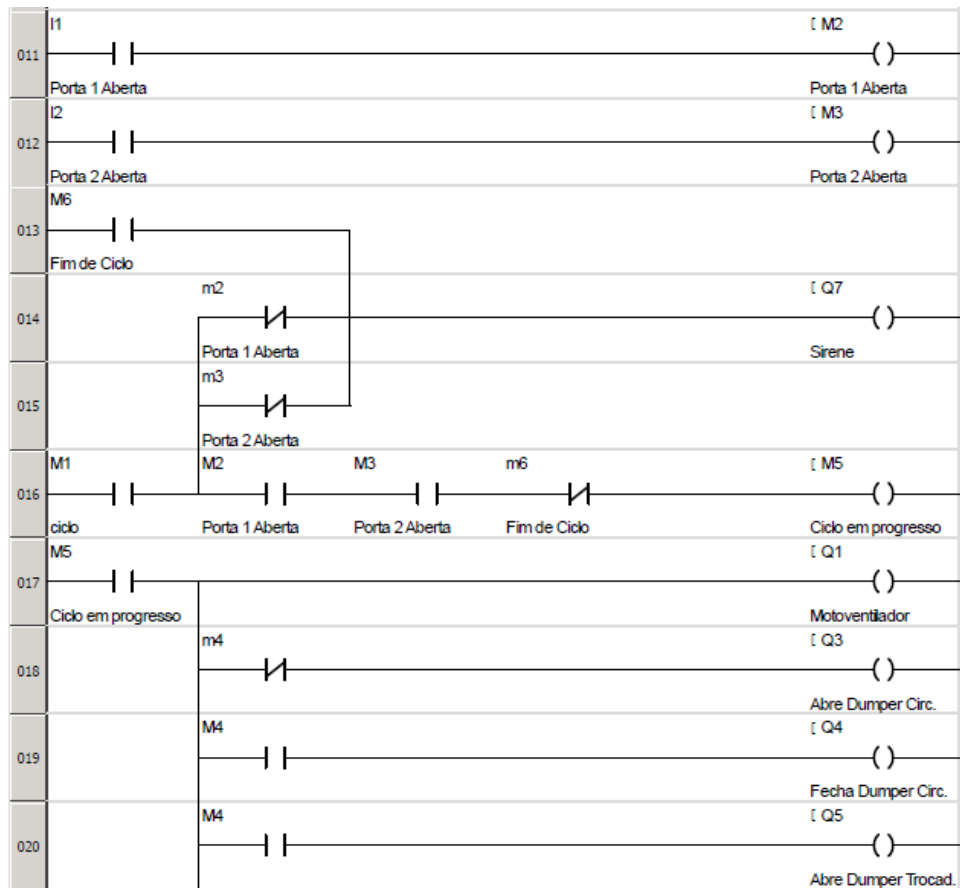 I1 [ M2
011
Porta 1 Aberta Porta 1 Aberta
I2 [ M3
012
Porta 2 Aberta Porta 2 Aberta
M6
013
Fim de Ciclo
m2 [ Q7
014
Porta 1 Aberta Sirene
m3
015
Porta 2 Aberta
M1 M2 M3 m6 [ M5
016
ciclo Porta 1 Aberta Porta 2 Aberta Fim de Ciclo Ciclo em progresso
M5 [ Q1
017
Ciclo em progresso Motoventilador
m4 [ Q3
018
Abre Dumper Circ.
M4 [ Q4
019
Fecha Dumper Circ.
M4 [ Q5
020
Abre Dumper Trocad.